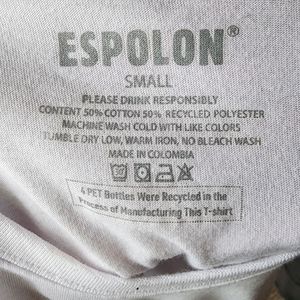 ESPOLON®
SMALL
PLEASE DRINK RESPONSIBLY
CONTENT 50% COTTON 50% RECYCLED POLYESTER
MACHINE WASH COLD WITH LIKE COLORS
TUMBLE DRY LOW, WARM IRON, NO BLEACH WASH
MADE IN COLOMBIA
4 PET Bottles Were Recycled in the
Process of Manufacturing This T-shirt